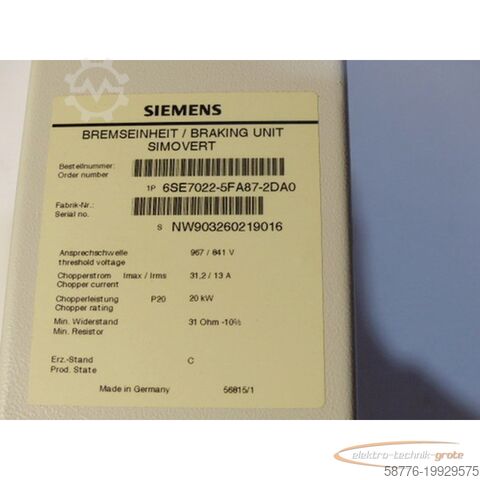 SIEMENS
BREMSEINHEIT / BRAKING UNIT
SIMOVERT
Bestellnummer:
Order number
1P 6SE7022-5FA87-2DA0
Fabrik-Nr.:
Serial no.
S NW903260219016
Ansprechschwelle 967 / 841 V
threshold voltage
Chopperstrom Imax / Irms 31,2 / 13 A
Chopper current
Chopperleistung P20 20 kW
Chopper rating
Min. Widerstand 31 Ohm -10%
Min. Resistor
Erz.-Stand C
Prod. State
Made in Germany 56815/1
elektro-technik-grote
58776-19929575